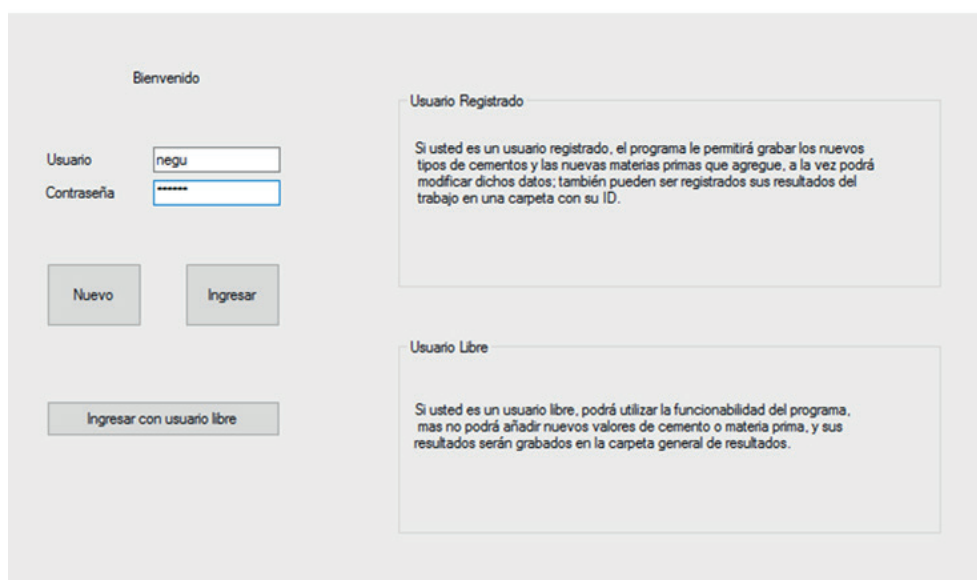 Bienvenido
Usuario
negu
Contraseña
******
Nuevo
Ingresar
Ingresar con usuario libre
Usuario Registrado
Si usted es un usuario registrado, el programa le permitirá grabar los nuevos
tipos de cementos y las nuevas materias primas que agregue, a la vez podrá
modificar dichos datos; también pueden ser registrados sus resultados del
trabajo en una carpeta con su ID.
Usuario Libre
Si usted es un usuario libre, podrá utilizar la funcionabilidad del programa,
mas no podrá añadir nuevos valores de cemento o materia prima, y sus
resultados serán grabados en la carpeta general de resultados.